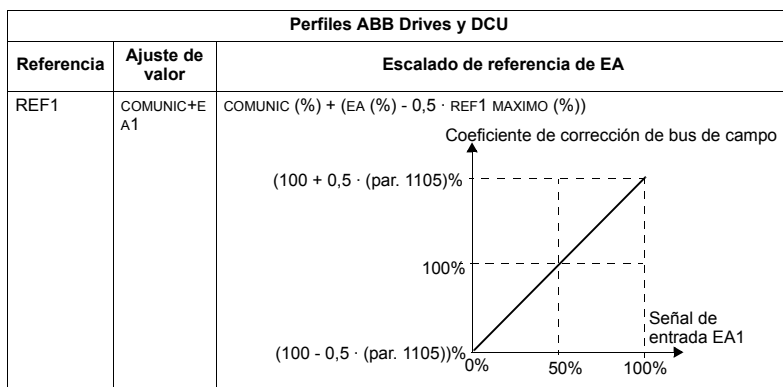 Perfiles ABB Drives y DCU
Referencia
Ajuste de
valor
Escalado de referencia de EA
REF1
COMUNIC+E
A1
COMUNIC (%) + (EA (%) - 0,5 · REF1 MAXIMO (%))
Coeficiente de corrección de bus de campo
(100 + 0,5 · (par. 1105)%
100%
(100 - 0,5 · (par. 1105))%
0%
50%
100%
Señal de
entrada EA1